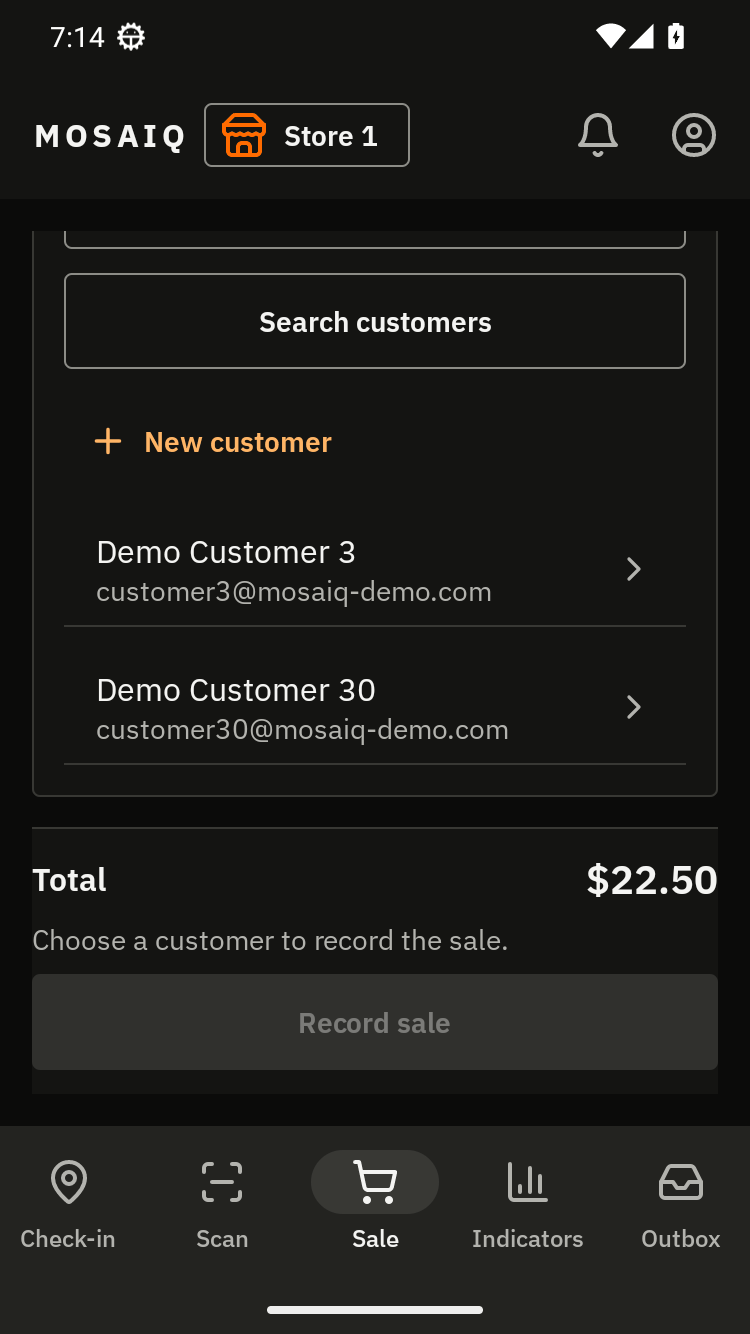 7:14
MOSAIQ
Store 1
Search customers
New customer
Demo Customer 3
customer3@mosaiq-demo.com
Demo Customer 30
customer30@mosaiq-demo.com
Total
$22.50
Choose a customer to record the sale.
Record sale
Check-in
Scan
Sale
Indicators
Outbox